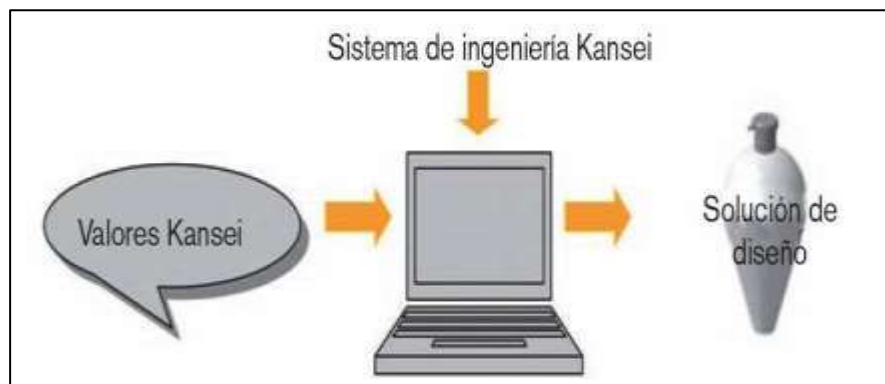 Sistema de ingeniería Kansei
Valores Kansei
Solución de
diseño